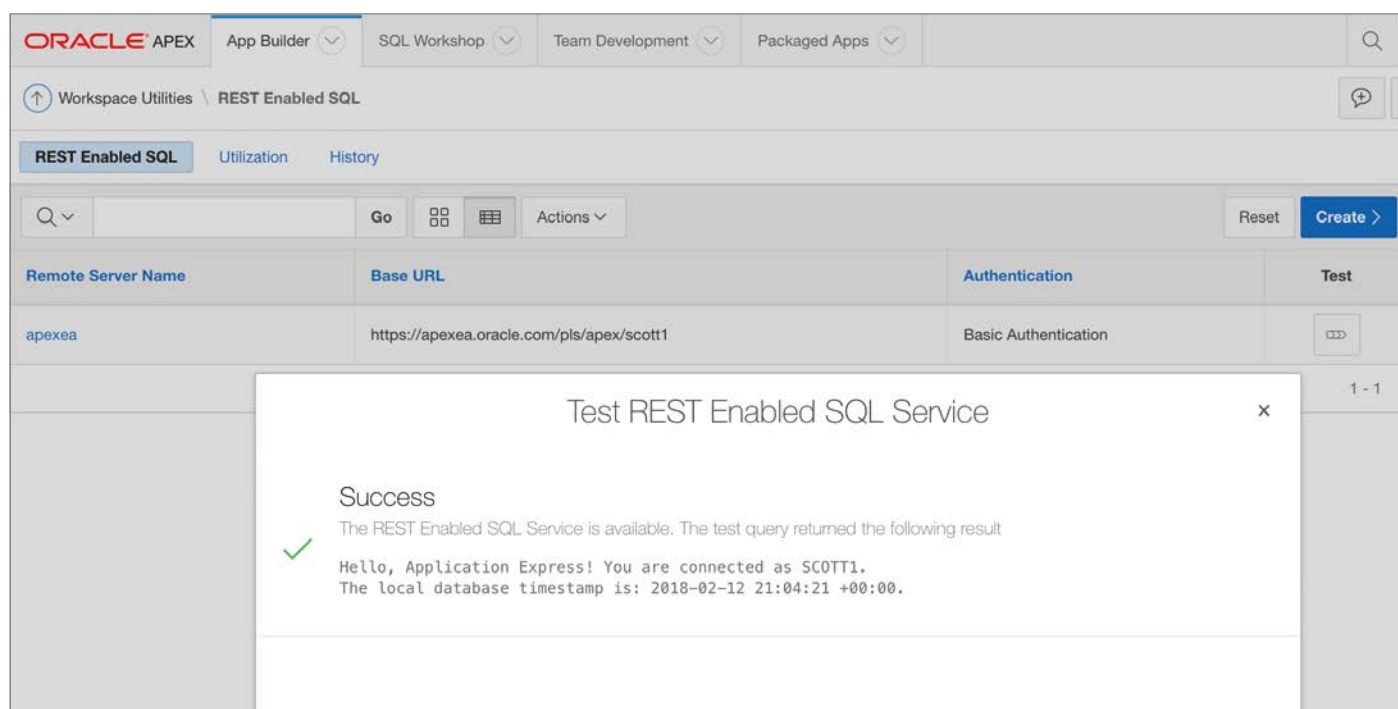 ORACLE APEX App Builder SQL Workshop Team Development Packaged Apps
Workspace Utilities \ REST Enabled SQL
REST Enabled SQL Utilization History
Go Actions Reset Create
Remote Server Name Base URL Authentication Test
apexea https://apexea.oracle.com/pls/apex/scott1 Basic Authentication
1 - 1
Test REST Enabled SQL Service
Success
The REST Enabled SQL Service is available. The test query returned the following result
Hello, Application Express! You are connected as SCOTT1.
The local database timestamp is: 2018-02-12 21:04:21 +00:00.